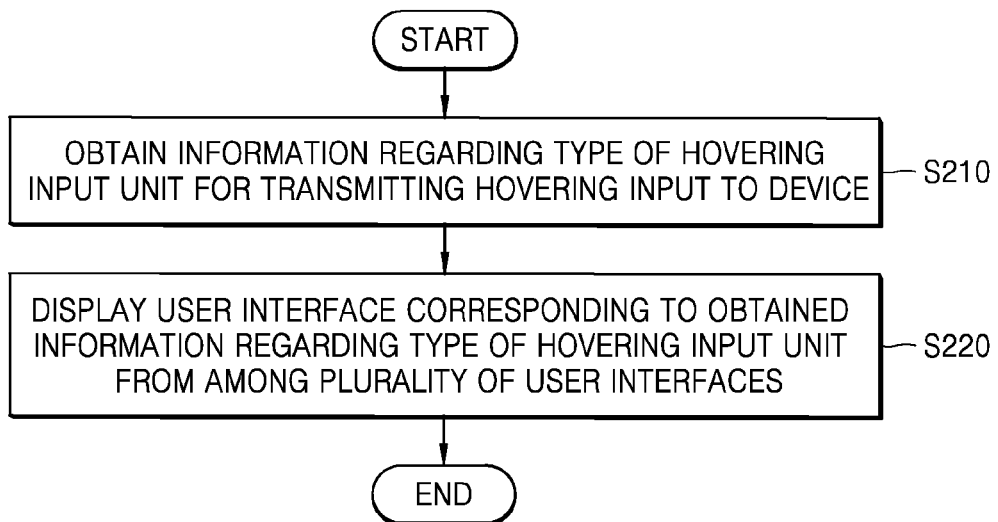 START
OBTAIN INFORMATION REGARDING TYPE OF HOVERING
INPUT UNIT FOR TRANSMITTING HOVERING INPUT TO DEVICE
S210
DISPLAY USER INTERFACE CORRESPONDING TO OBTAINED
INFORMATION REGARDING TYPE OF HOVERING INPUT UNIT
FROM AMONG PLURALITY OF USER INTERFACES
S220
END